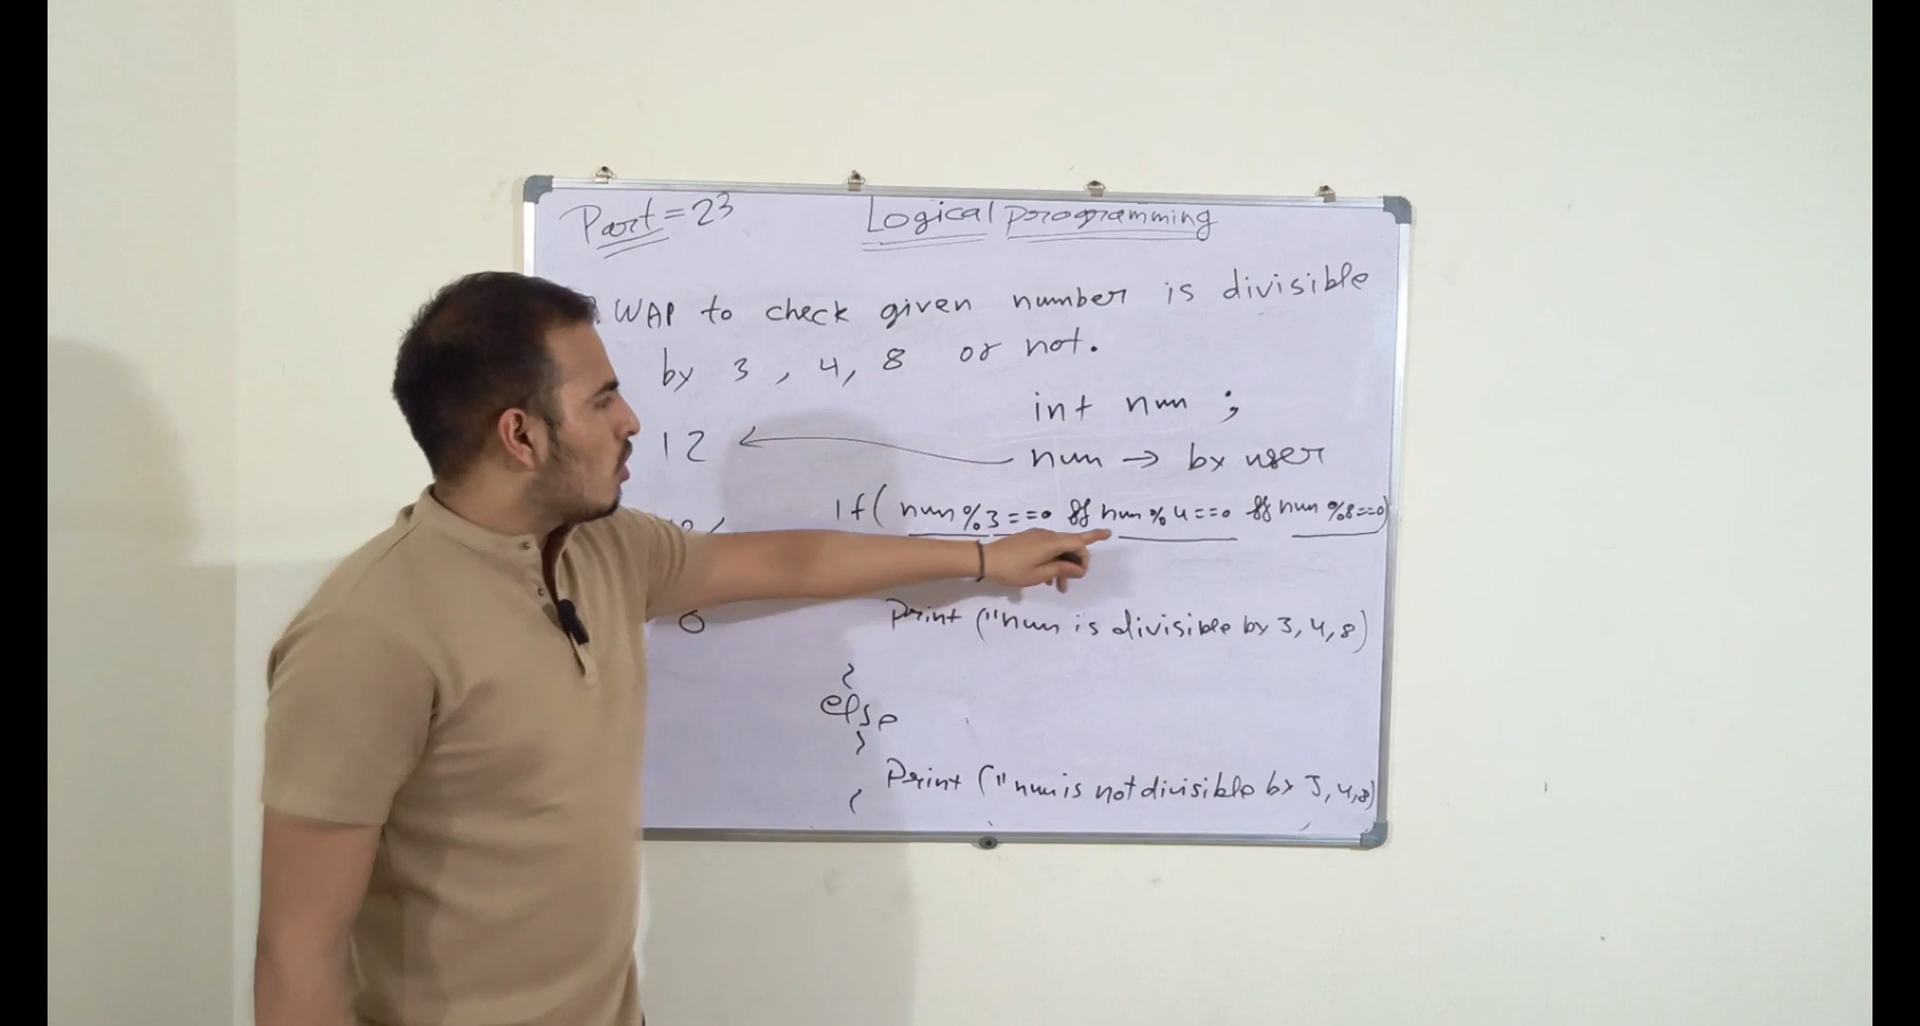 Part = 23
Logical programming
WAP to check given number is divisible
by 3, 4, 8 or not.
int num ;
12
num → by user
If ( num%3==0 && num%4==0 && num%8==0)
0
Print ("num is divisible by 3, 4, 8)
}
else
{
Print ("num is not divisible by 3, 4, 8)
}